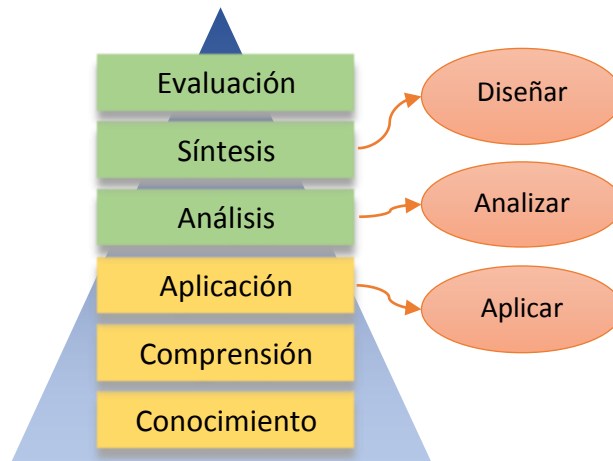 Evaluación
Síntesis
Análisis
Aplicación
Comprensión
Conocimiento
Diseñar
Analizar
Aplicar